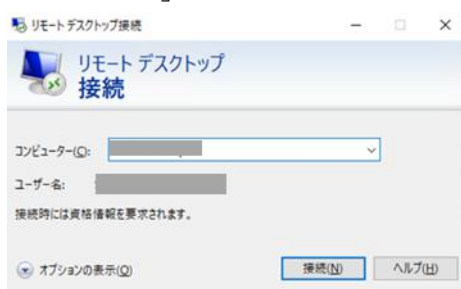 リモート デスクトップ接続
リモート デスクトップ
接続
コンピューター(C):
ユーザー名:
接続時には資格情報を要求されます。
オプションの表示(O) 接続(N) ヘルプ(H)